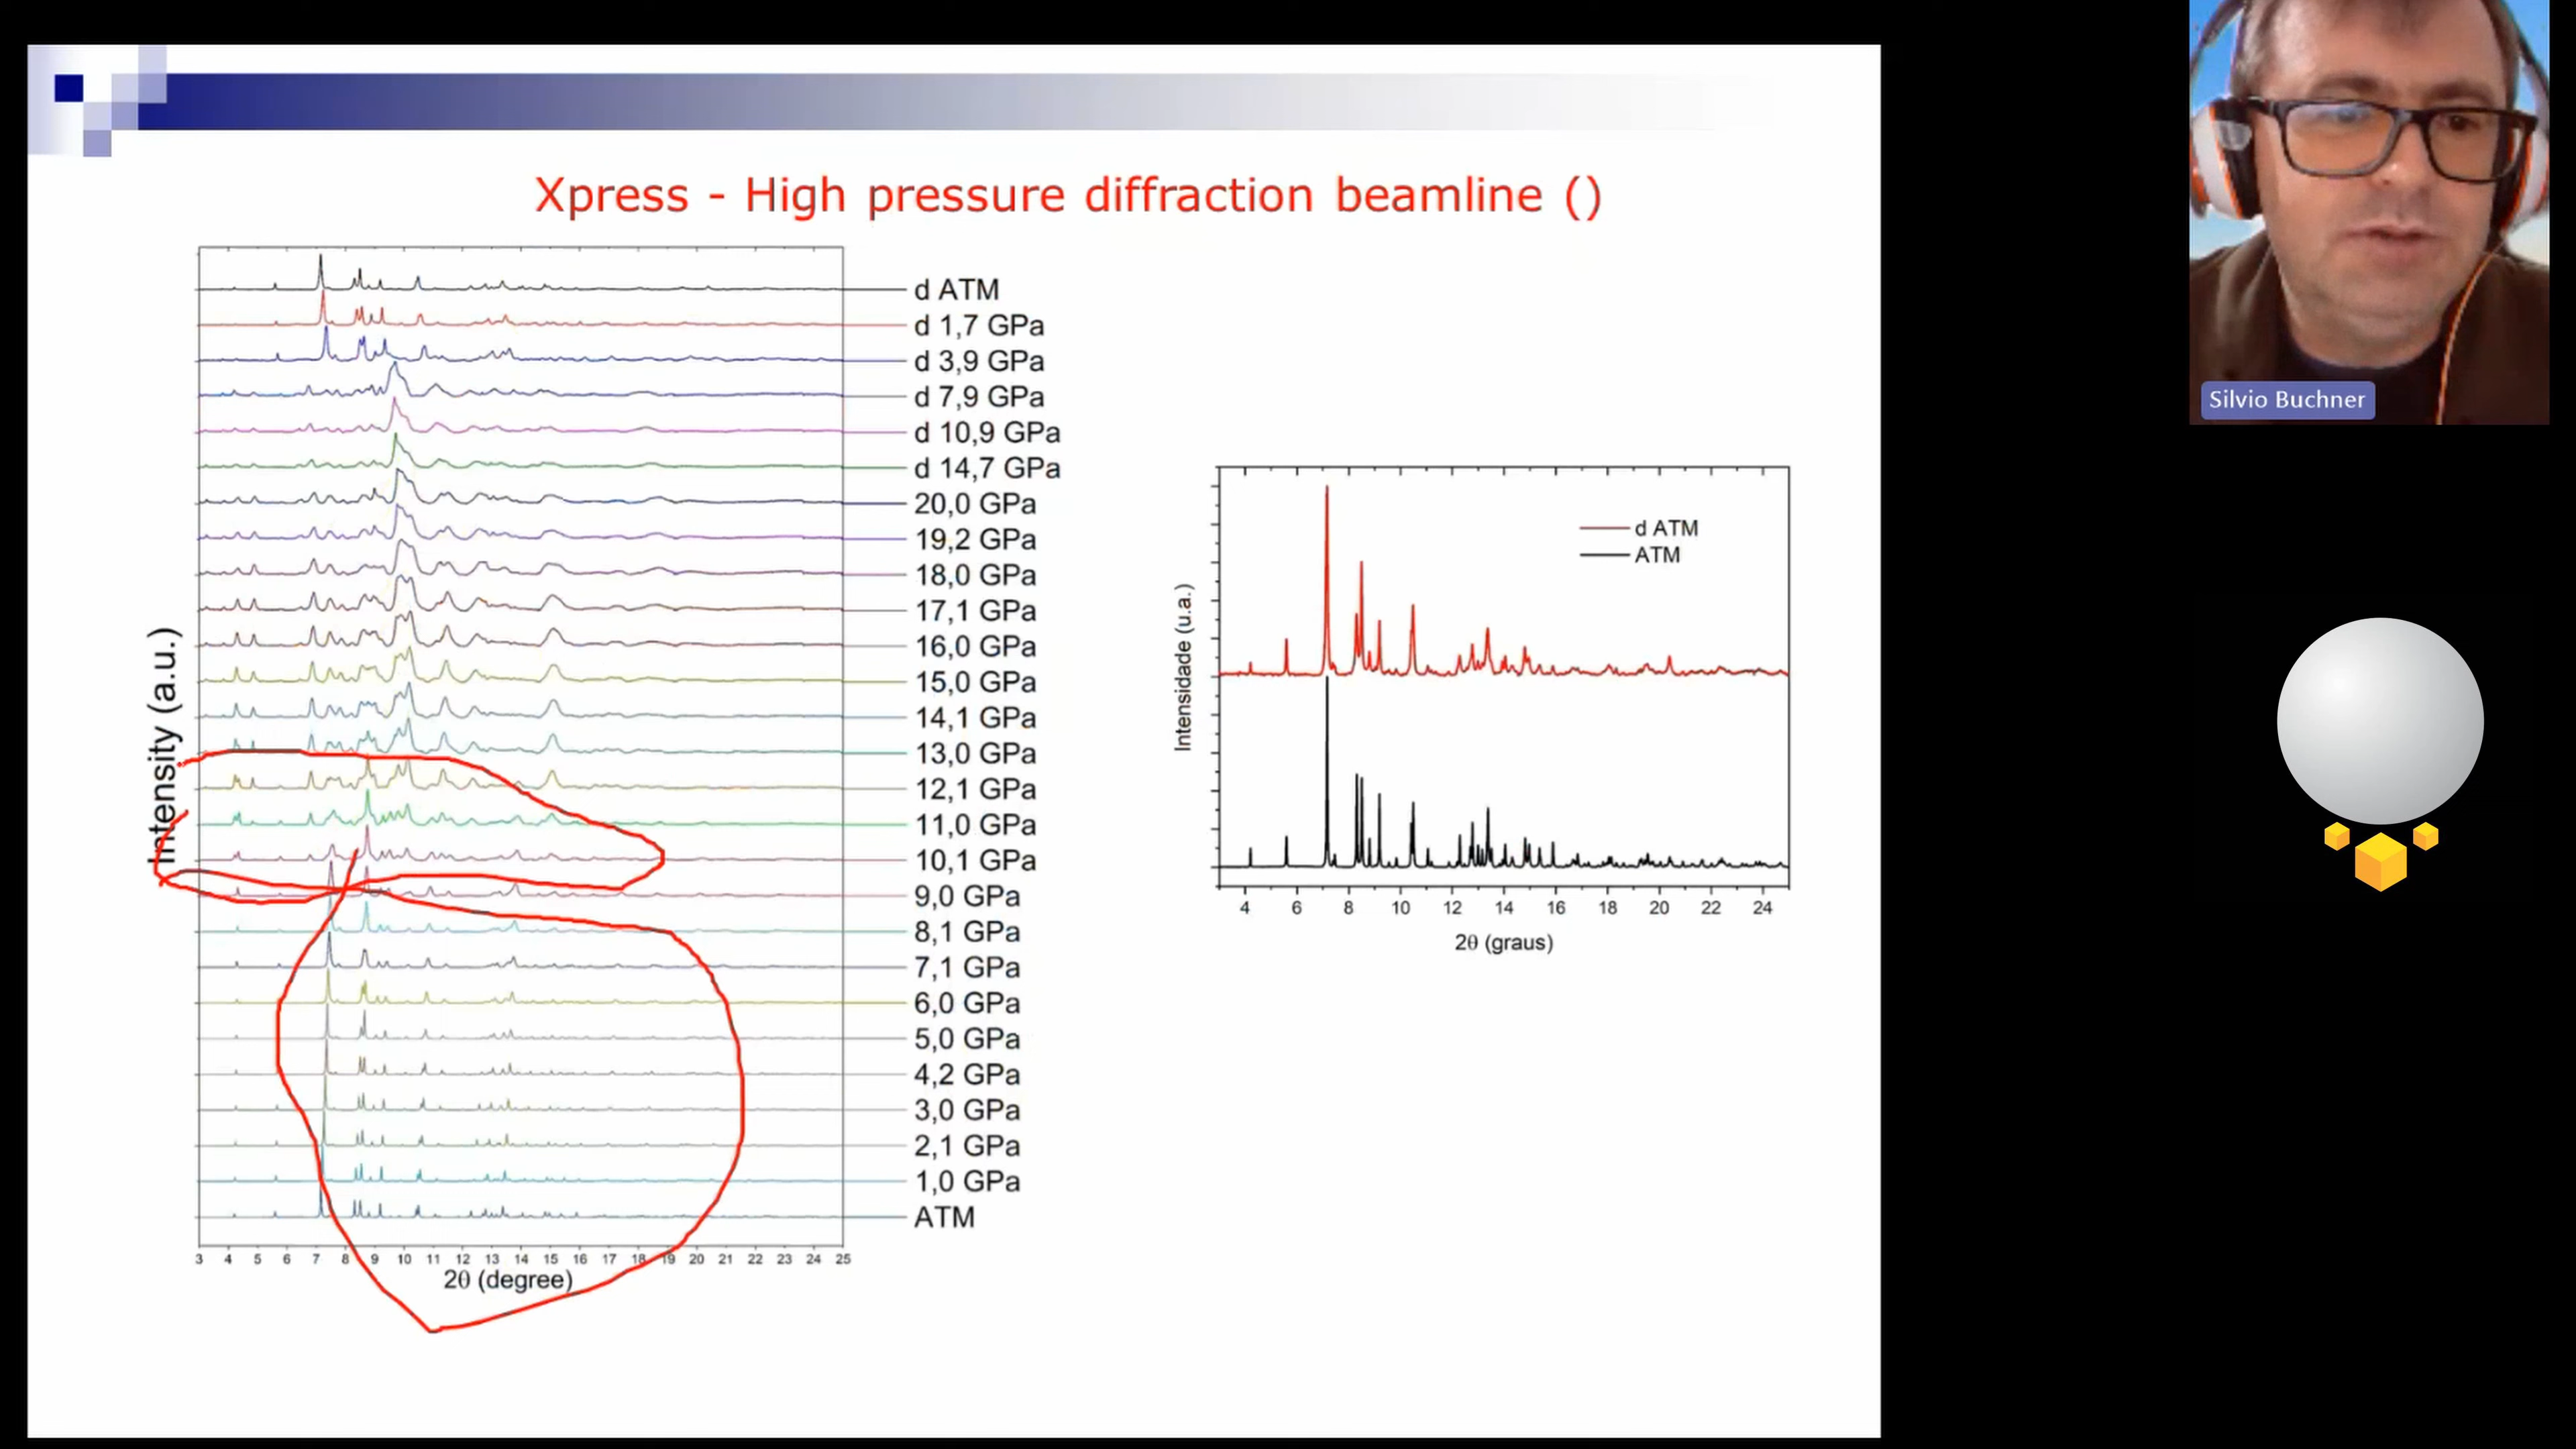 Xpress - High pressure diffraction beamline ()
Intensity (a.u.)
d ATM
d 1,7 GPa
d 3,9 GPa
d 7,9 GPa
d 10,9 GPa
d 14,7 GPa
20,0 GPa
19,2 GPa
18,0 GPa
17,1 GPa
16,0 GPa
15,0 GPa
14,1 GPa
13,0 GPa
12,1 GPa
11,0 GPa
10,1 GPa
9,0 GPa
8,1 GPa
7,1 GPa
6,0 GPa
5,0 GPa
4,2 GPa
3,0 GPa
2,1 GPa
1,0 GPa
ATM
3 4 5 6 7 8 9 10 11 12 13 14 15 16 17 18 19 20 21 22 23 24 25
2θ (degree)
Intensidade (u.a.)
d ATM
ATM
4 6 8 10 12 14 16 18 20 22 24
2θ (graus)
Silvio Buchner